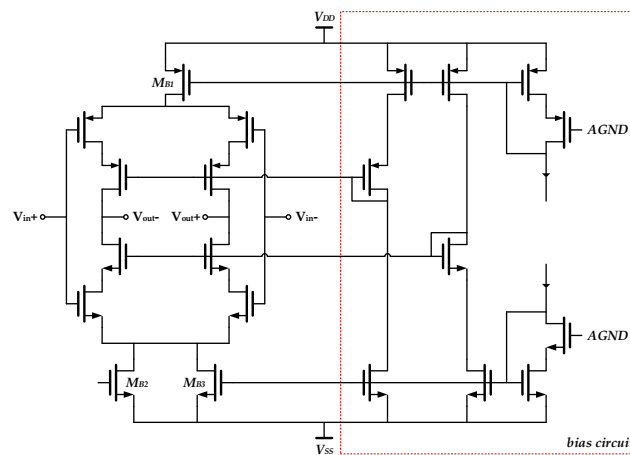 VDD
MB1
AGND
Vin+
Vout-
Vout+
Vin-
AGND
MB2
MB3
VSS
bias circui